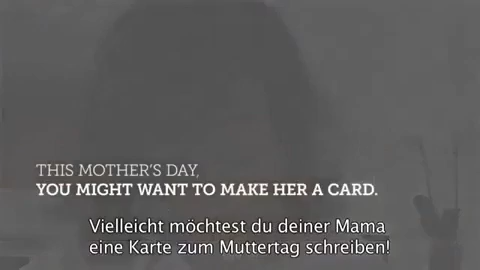 THIS MOTHER'S DAY,
YOU MIGHT WANT TO MAKE HER A CARD.
Vielleicht möchtest du deiner Mama
eine Karte zum Muttertag schreiben!